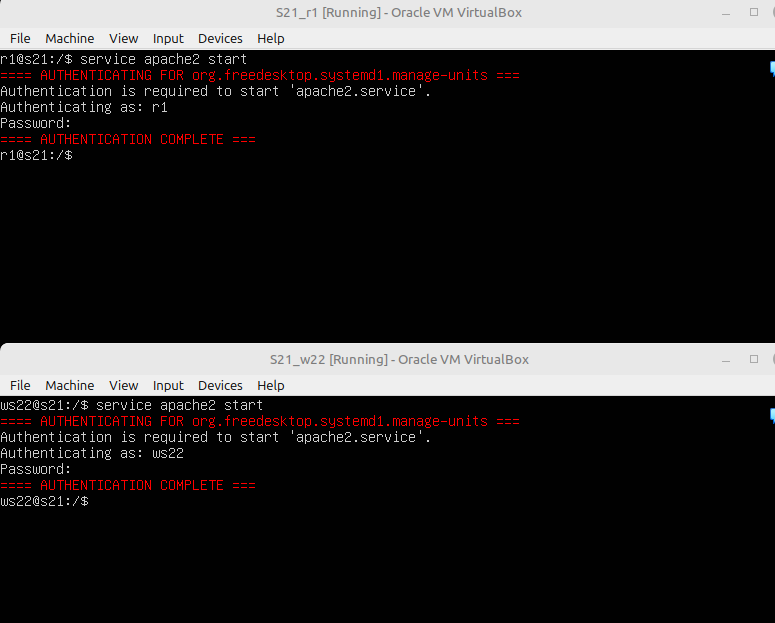 S21_r1 [Running] - Oracle VM VirtualBox
File Machine View Input Devices Help
r1@s21:/$ service apache2 start
==== AUTHENTICATING FOR org.freedesktop.systemd1.manage-units ===
Authentication is required to start 'apache2.service'.
Authenticating as: r1
Password:
==== AUTHENTICATION COMPLETE ===
r1@s21:/$
S21_w22 [Running] - Oracle VM VirtualBox
File Machine View Input Devices Help
ws22@s21:/$ service apache2 start
==== AUTHENTICATING FOR org.freedesktop.systemd1.manage-units ===
Authentication is required to start 'apache2.service'.
Authenticating as: ws22
Password:
==== AUTHENTICATION COMPLETE ===
ws22@s21:/$